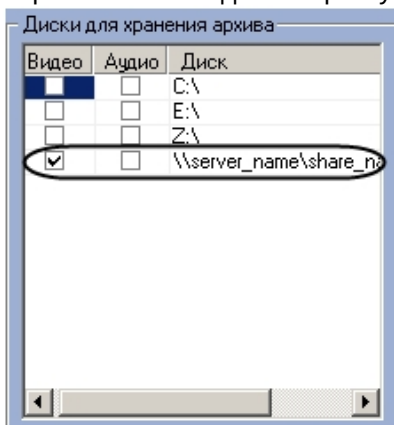 Диски для хранения архива
Видео Аудио Диск
C:\
E:\
Z:\
\\server_name\share_na